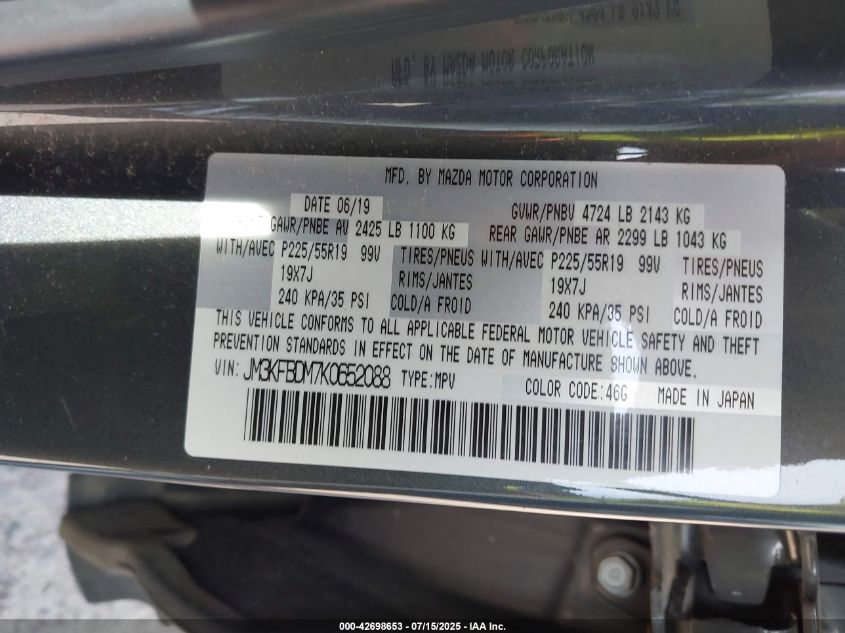 MFD. BY MAZDA MOTOR CORPORATION
MFD. BY MAZDA MOTOR CORPORATION
DATE 06/19 GVWR/PNBV 4724 LB 2143 KG
GAWR/PNBE AV 2425 LB 1100 KG REAR GAWR/PNBE AR 2299 LB 1043 KG
WITH/AVEC P225/55R19 99V TIRES/PNEUS WITH/AVEC P225/55R19 99V TIRES/PNEUS
19X7J RIMS/JANTES 19X7J RIMS/JANTES
240 KPA/35 PSI COLD/A FROID 240 KPA/35 PSI COLD/A FROID
THIS VEHICLE CONFORMS TO ALL APPLICABLE FEDERAL MOTOR VEHICLE SAFETY AND THEFT
PREVENTION STANDARDS IN EFFECT ON THE DATE OF MANUFACTURE SHOWN ABOVE.
VIN: JM3KFBDM7K0652088 TYPE:MPV COLOR CODE:46G MADE IN JAPAN
000-42698653 - 07/15/2025 - IAA Inc.